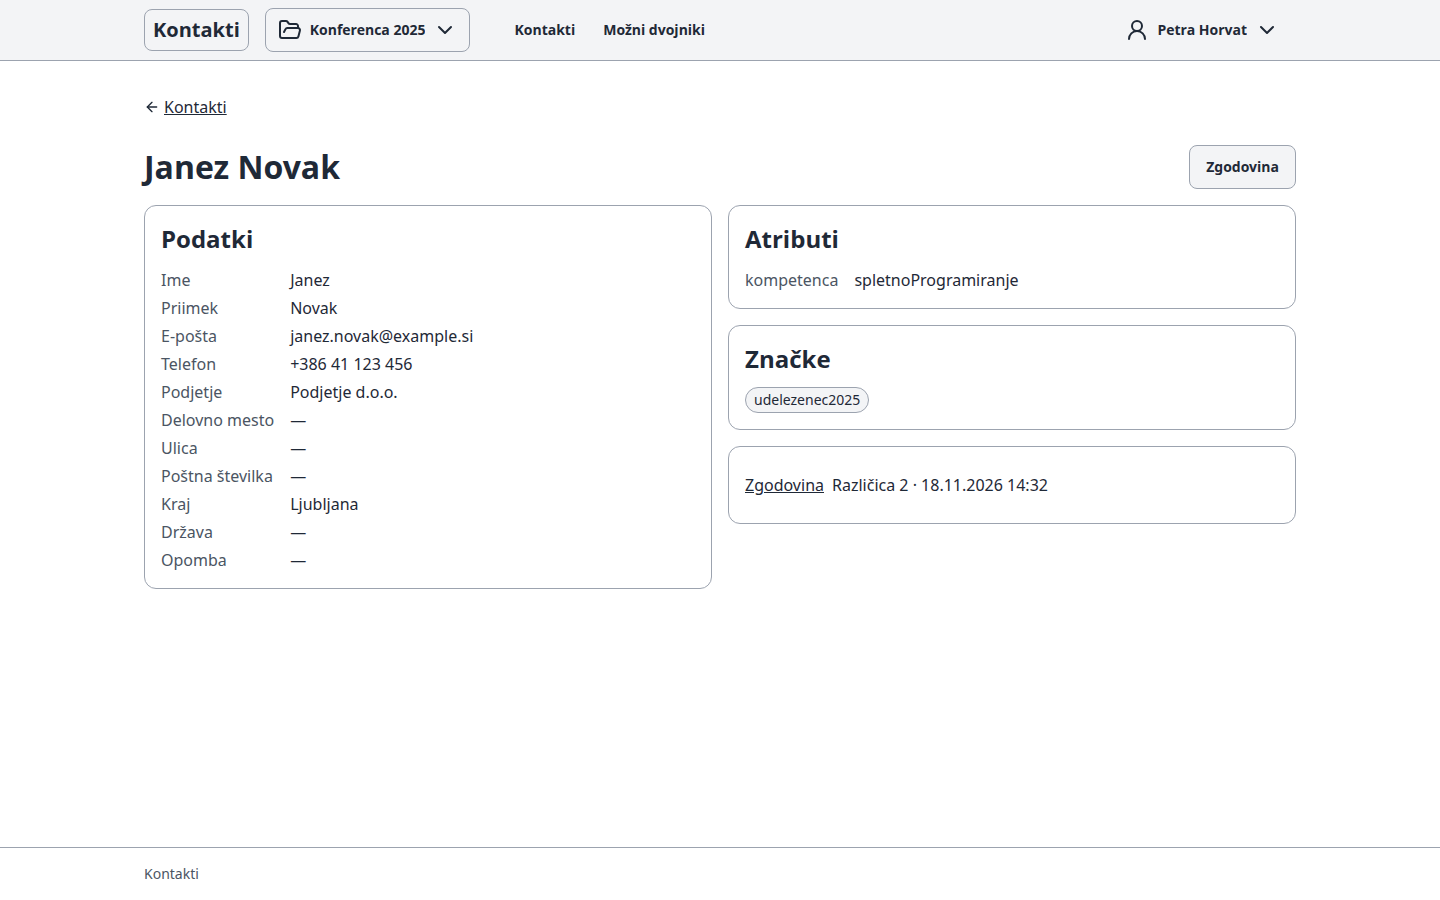 Kontakti
Konferenca 2025
Kontakti
Možni dvojniki
Petra Horvat
Kontakti
Janez Novak
Zgodovina
Podatki
Ime Janez
Priimek Novak
E-pošta janez.novak@example.si
Telefon +386 41 123 456
Podjetje Podjetje d.o.o.
Delovno mesto —
Ulica —
Poštna številka —
Kraj Ljubljana
Država —
Opomba —
Atributi
kompetenca spletnoProgramiranje
Značke
udelezenec2025
Zgodovina Različica 2 · 18.11.2026 14:32
Kontakti